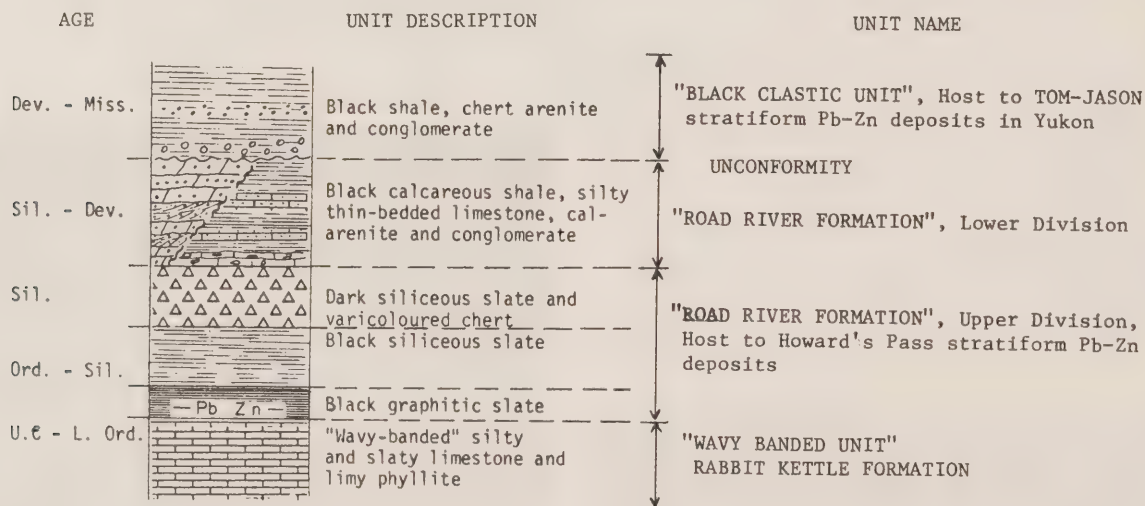 AGE
UNIT DESCRIPTION
UNIT NAME
Dev. - Miss.
Black shale, chert arenite
and conglomerate
"BLACK CLASTIC UNIT", Host to TOM-JASON
stratiform Pb-Zn deposits in Yukon
UNCONFORMITY
Sil. - Dev.
Black calcareous shale, silty
thin-bedded limestone, cal-
arenite and conglomerate
"ROAD RIVER FORMATION", Lower Division
Sil.
Dark siliceous slate and
varicoloured chert
Black siliceous slate
"ROAD RIVER FORMATION", Upper Division,
Host to Howard's Pass stratiform Pb-Zn
deposits
Ord. - Sil.
Pb Zn
Black graphitic slate
U.Є - L. Ord.
"Wavy-banded" silty
and slaty limestone and
limy phyllite
"WAVY BANDED UNIT"
RABBIT KETTLE FORMATION